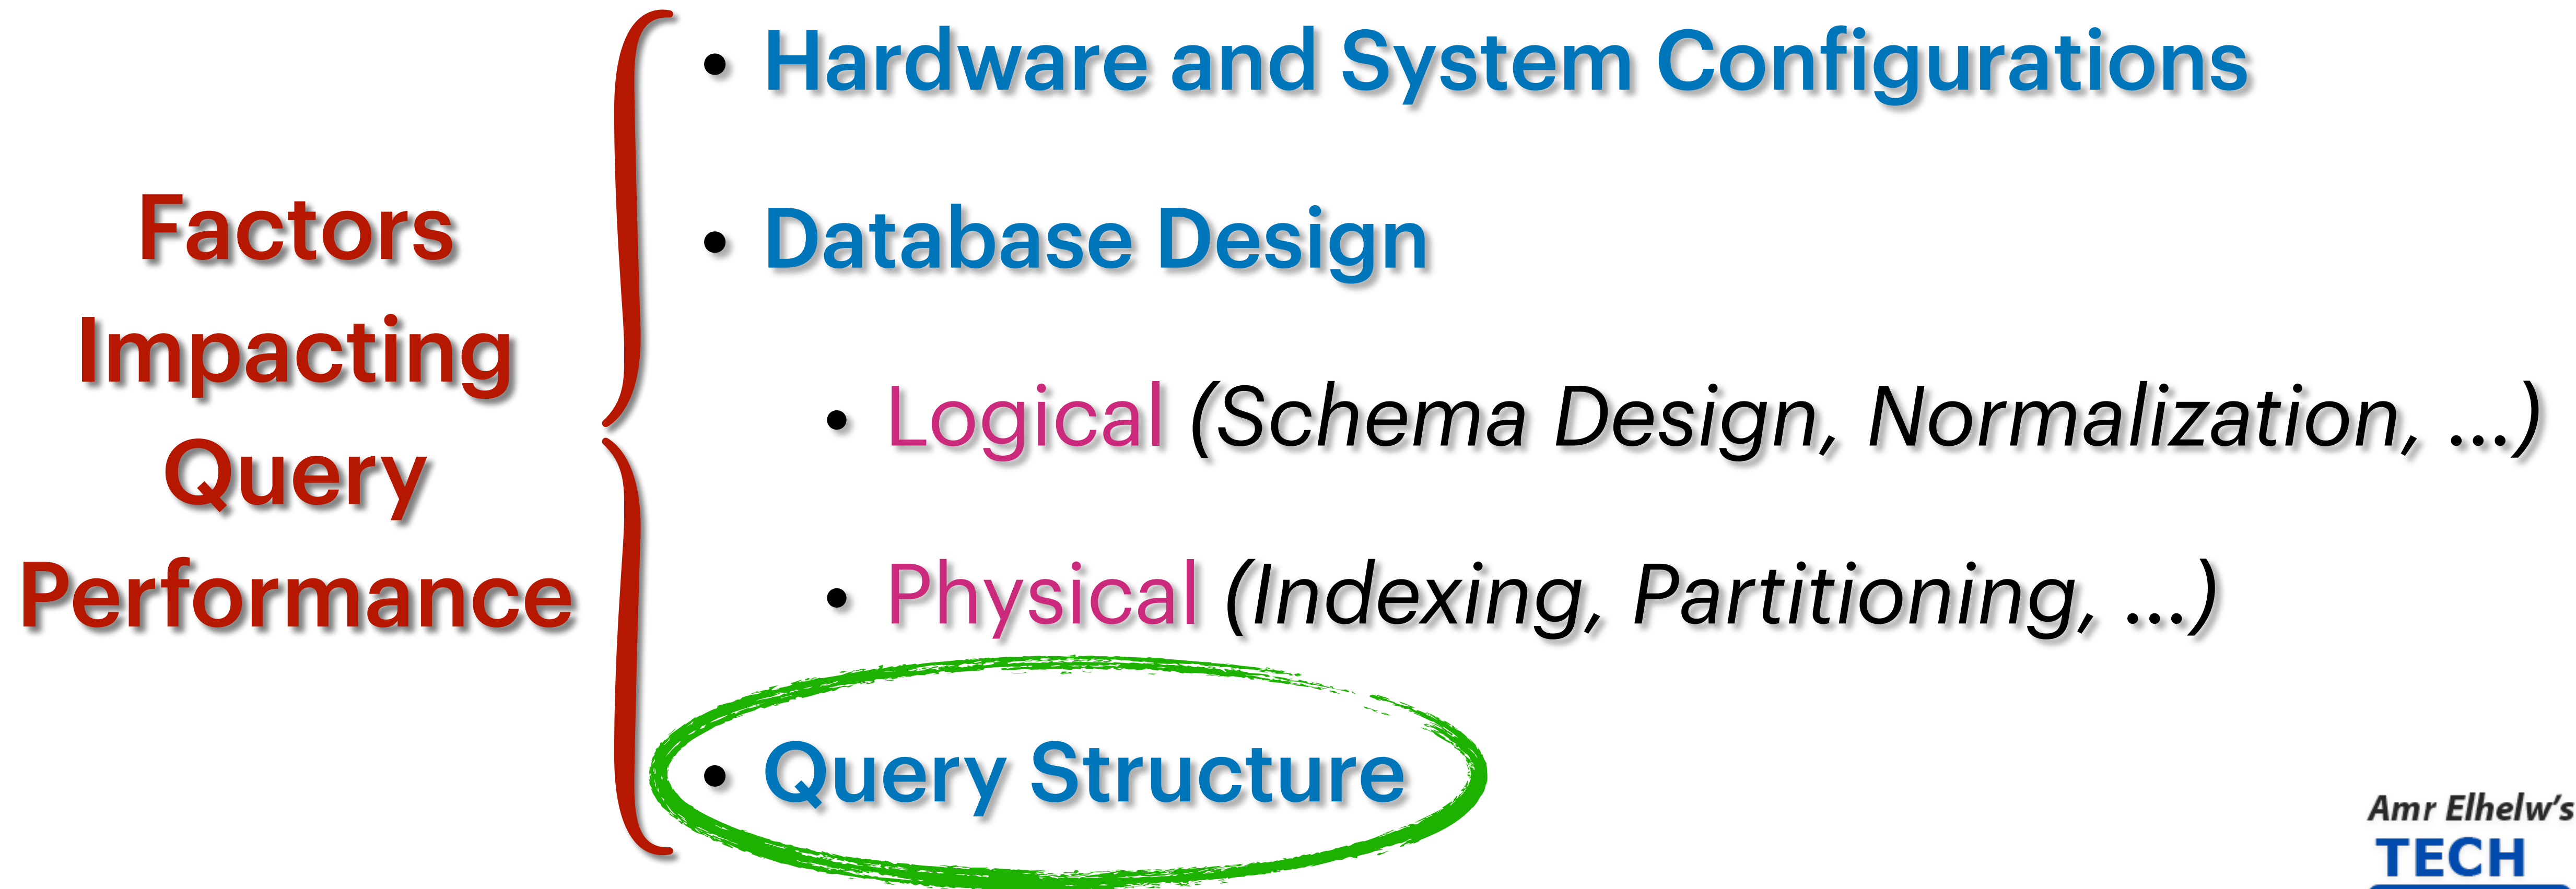 Factors
Impacting
Query
Performance
• Hardware and System Configurations
• Database Design
• Logical (Schema Design, Normalization, ...)
• Physical (Indexing, Partitioning, ...)
• Query Structure
Amr Elhelw's
TECH